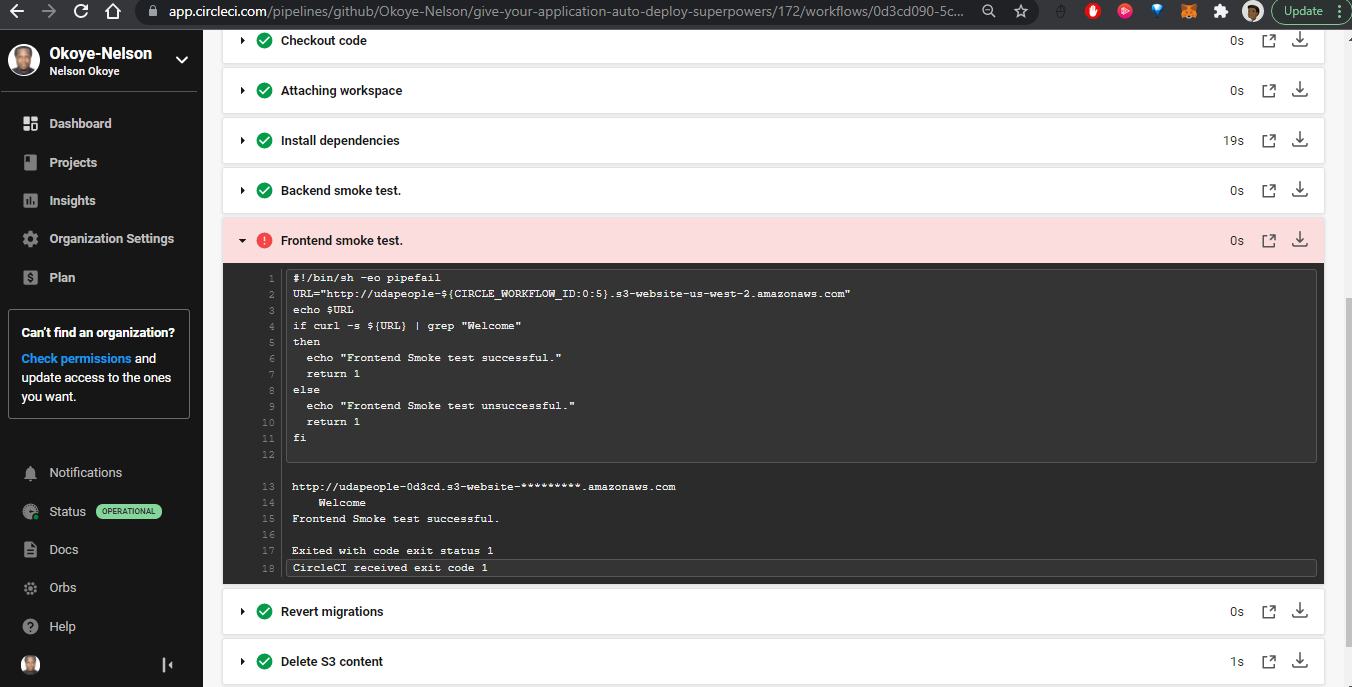 app.circleci.com/pipelines/github/Okoye-Nelson/give-your-application-auto-deploy-superpowers/172/workflows/0d3cd090-5c...
Update
Okoye-Nelson
Nelson Okoye
Dashboard
Projects
Insights
Organization Settings
Plan
Can't find an organization?
Check permissions and
update access to the ones
you want.
Notifications
Status OPERATIONAL
Docs
Orbs
Help
Checkout code 0s
Attaching workspace 0s
Install dependencies 19s
Backend smoke test. 0s
Frontend smoke test. 0s
1 #!/bin/sh -eo pipefail
2 URL="http://udapeople-${CIRCLE_WORKFLOW_ID:0:5}.s3-website-us-west-2.amazonaws.com"
3 echo $URL
4 if curl -s ${URL} | grep "Welcome"
5 then
6 echo "Frontend Smoke test successful."
7 return 1
8 else
9 echo "Frontend Smoke test unsuccessful."
10 return 1
11 fi
12
13 http://udapeople-0d3cd.s3-website-*********.amazonaws.com
14 Welcome
15 Frontend Smoke test successful.
16
17 Exited with code exit status 1
18 CircleCI received exit code 1
Revert migrations 0s
Delete S3 content 1s